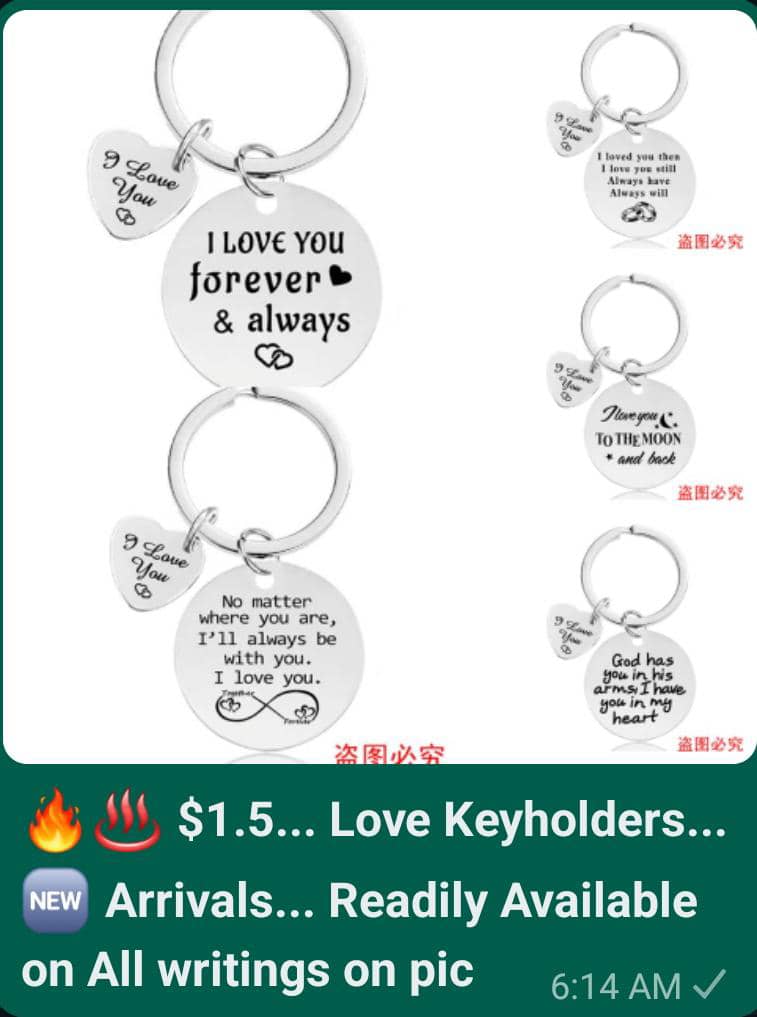 I Love
You
I LOVE YOU
forever
& always
I Love
You
No matter
where you are,
I'll always be
with you.
I love you.
Together
Forever
盗图必究
I Love
You
I loved you then
I love you still
Always have
Always will
盗图必究
I Love
You
I love you
TO THE MOON
and back
盗图必究
I Love
You
God has
you in his
arms, I have
you in my
heart
盗图必究
🔥♨️ $1.5... Love Keyholders...
🆕 Arrivals... Readily Available
on All writings on pic
6:14 AM